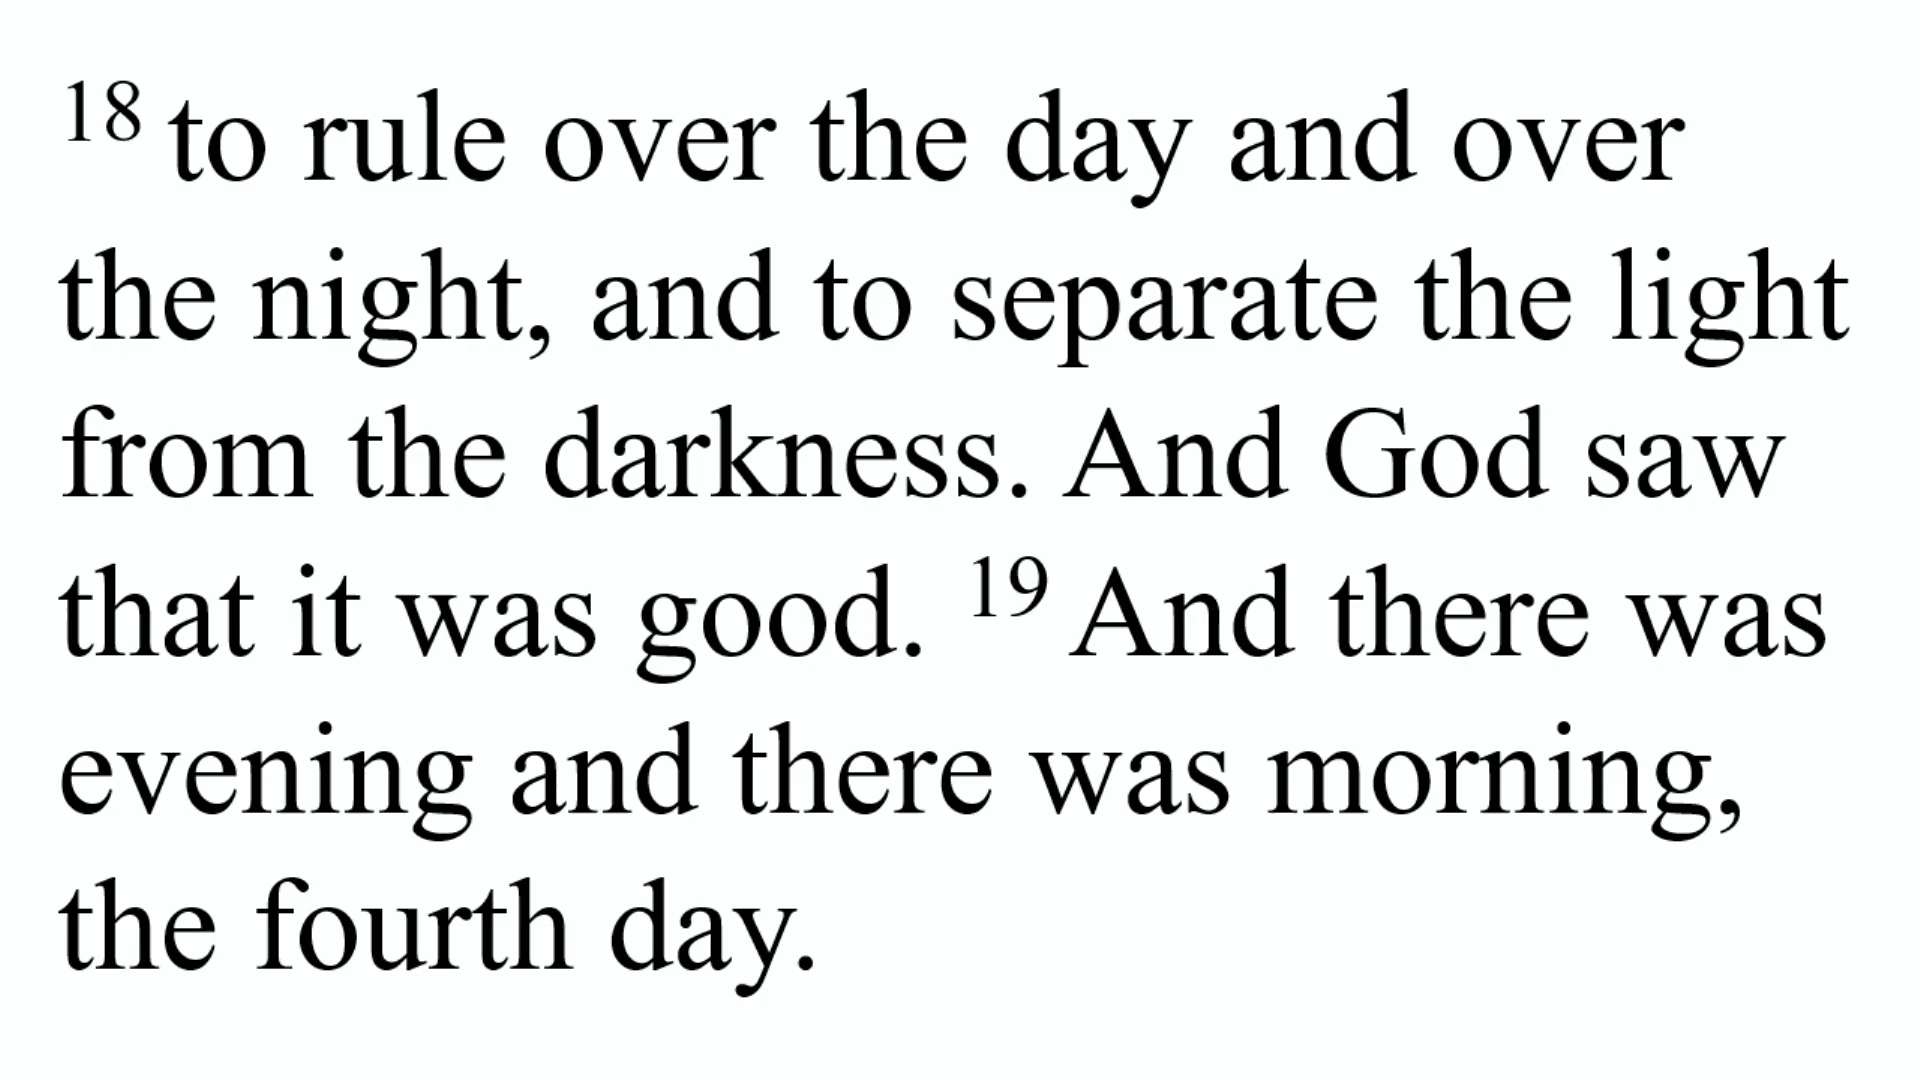 18 to rule over the day and over
the night, and to separate the light
from the darkness. And God saw
that it was good. 19 And there was
evening and there was morning,
the fourth day.